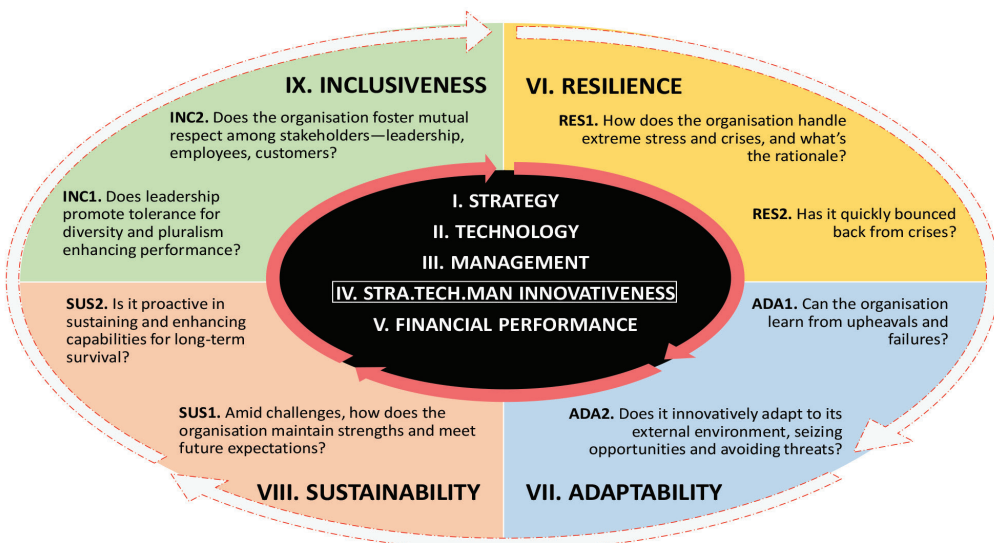 IX. INCLUSIVENESS
INC2. Does the organisation foster mutual
respect among stakeholders—leadership,
employees, customers?
INC1. Does leadership
promote tolerance for
diversity and pluralism
enhancing performance?
VI. RESILIENCE
RES1. How does the organisation handle
extreme stress and crises, and what's
the rationale?
RES2. Has it quickly bounced
back from crises?
I. STRATEGY
II. TECHNOLOGY
III. MANAGEMENT
IV. STRA.TECH.MAN INNOVATIVENESS
V. FINANCIAL PERFORMANCE
SUS2. Is it proactive in
sustaining and enhancing
capabilities for long-term
survival?
SUS1. Amid challenges, how does the
organisation maintain strengths and meet
future expectations?
VIII. SUSTAINABILITY
ADA1. Can the organisation
learn from upheavals and
failures?
ADA2. Does it innovatively adapt to its
external environment, seizing
opportunities and avoiding threats?
VII. ADAPTABILITY